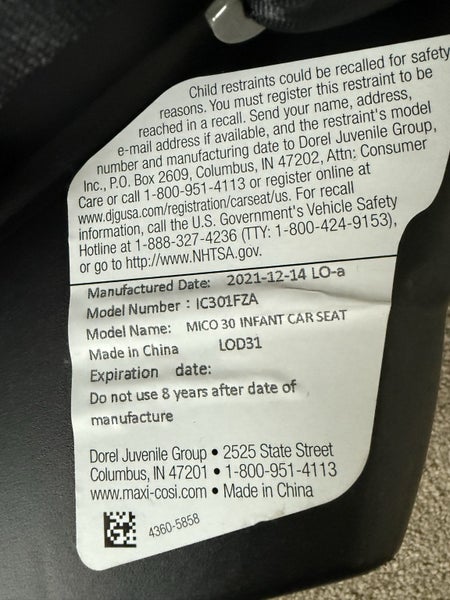 Child restraints could be recalled for safety
reasons. You must register this restraint to be
reached in a recall. Send your name, address,
e-mail address if available, and the restraint's model
number and manufacturing date to Dorel Juvenile Group,
Inc., P.O. Box 2609, Columbus, IN 47202, Attn: Consumer
Care or call 1-800-951-4113 or register online at
www.djgusa.com/registration/carseat/us. For recall
information, call the U.S. Government's Vehicle Safety
Hotline at 1-888-327-4236 (TTY: 1-800-424-9153),
or go to http://www.NHTSA.gov.
Manufactured Date: 2021-12-14 LO-a
Model Number : IC301FZA
Model Name: MICO 30 INFANT CAR SEAT
Made in China LOD31
Expiration date:
Do not use 8 years after date of
manufacture
Dorel Juvenile Group • 2525 State Street
Columbus, IN 47201 • 1-800-951-4113
www.maxi-cosi.com • Made in China
4360-5858